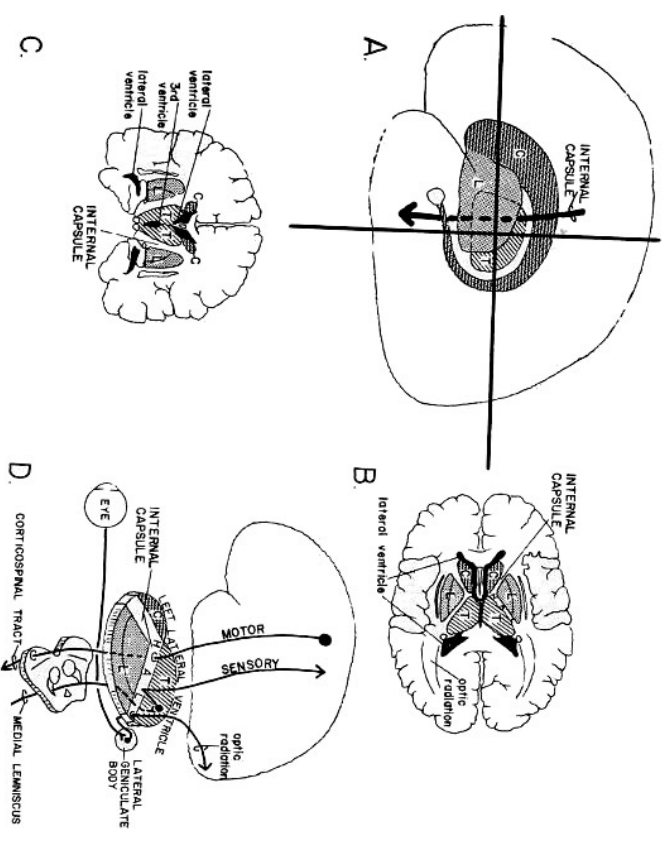 A.
INTERNAL
CAPSULE
C
L
T
B.
INTERNAL
CAPSULE
lateral ventricle
optic
radiation
C
C
L
L
T
T
C.
lateral
ventricle
3rd
ventricle
lateral
ventricle
INTERNAL
CAPSULE
C
C
L
L
T
T
D.
EYE
INTERNAL
CAPSULE
LEFT LATERAL VENTRICLE
MOTOR
SENSORY
optic
radiation
C
H
A
T
L
L
A
LATERAL
GENICULATE
BODY
CORTICOSPINAL TRACT
MEDIAL LEMNISCUS